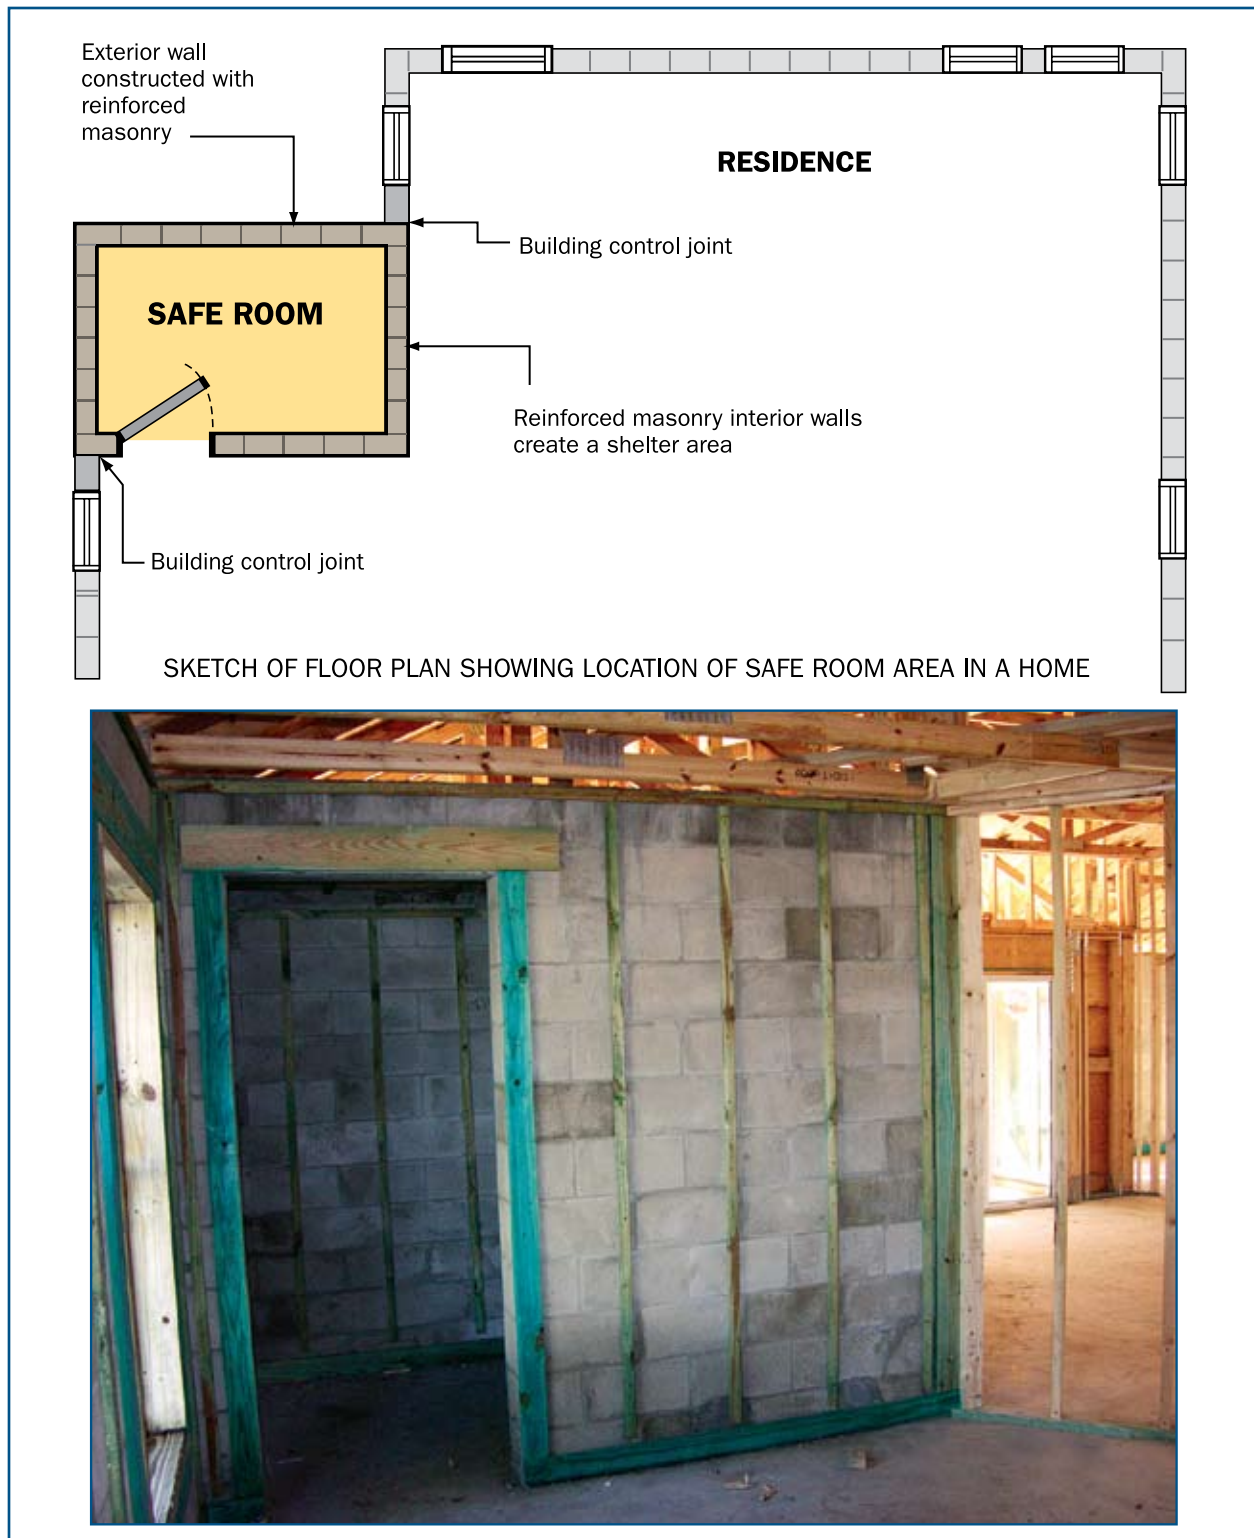 Exterior wall
constructed with
reinforced
masonry
RESIDENCE
Building control joint
SAFE ROOM
Reinforced masonry interior walls
create a shelter area
Building control joint
SKETCH OF FLOOR PLAN SHOWING LOCATION OF SAFE ROOM AREA IN A HOME